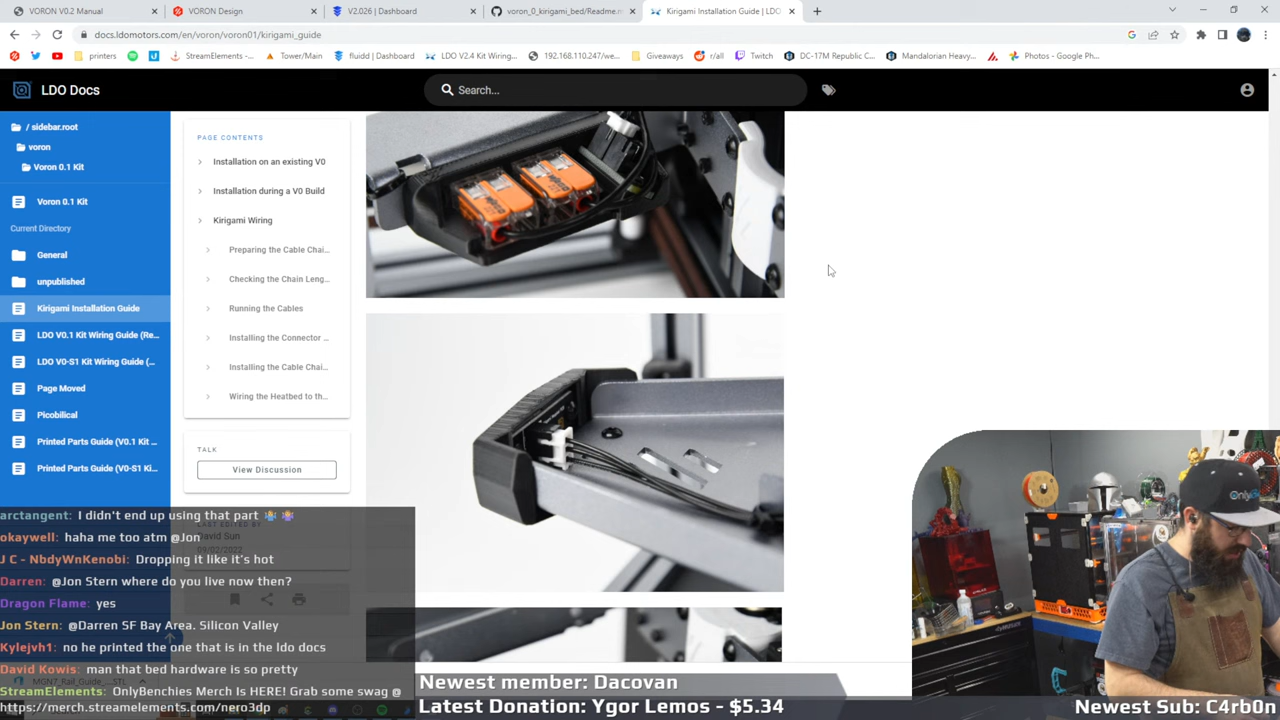 VORON V0.2 Manual
VORON Design
V2.026 | Dashboard
voron_0_kirigami_bed/Readme.m
Kirigami Installation Guide | LDO
docs.ldomotors.com/en/voron/voron01/kirigami_guide
printers
StreamElements -...
Tower/Main
fluidd | Dashboard
LDO V2.4 Kit Wiring...
192.168.110.247/we...
Giveaways
r/all
Twitch
DC-17M Republic C...
Mandalorian Heavy...
Photos - Google Ph...
LDO Docs
Search...
/ sidebar.root
voron
Voron 0.1 Kit
Voron 0.1 Kit
Current Directory
General
unpublished
Kirigami Installation Guide
LDO V0.1 Kit Wiring Guide (Re...
LDO V0-S1 Kit Wiring Guide (...
Page Moved
Picobilical
Printed Parts Guide (V0.1 Kit ...
Printed Parts Guide (V0-S1 Ki...
PAGE CONTENTS
Installation on an existing V0
Installation during a V0 Build
Kirigami Wiring
Preparing the Cable Chai...
Checking the Chain Leng...
Running the Cables
Installing the Connector ...
Installing the Cable Chai...
Wiring the Heatbed to th...
TALK
View Discussion
LAST EDITED BY
David Sun
09/02/2022
arctangent: I didn't end up using that part
okaywell: haha me too atm @Jon
J C - NbdyWnKenobi: Dropping it like it's hot
Darren: @Jon Stern where do you live now then?
Dragon Flame: yes
Jon Stern: @Darren SF Bay Area. Silicon Valley
Kylejvh1: no he printed the one that is in the ldo docs
David Kowis: man that bed hardware is so pretty
StreamElements: OnlyBenchies Merch Is HERE! Grab some swag @
https://merch.streamelements.com/nero3dp
MGN7_Rail_Guide_....STL
Newest member: Dacovan
Latest Donation: Ygor Lemos - $5.34
Newest Sub: C4rb0n